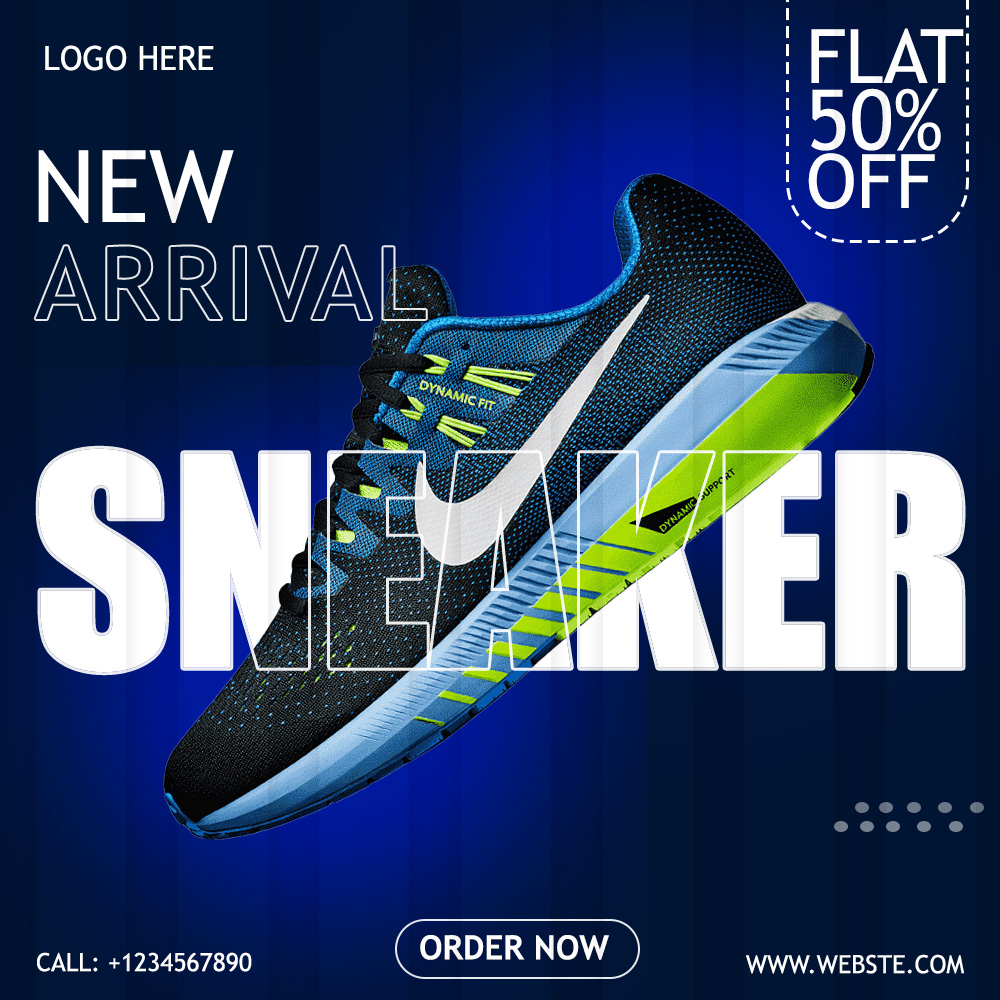 LOGO HERE
FLAT
50%
OFF
NEW
ARRIVAL
DYNAMIC FIT
SNEAKER
DYNAMIC SUPPORT
ORDER NOW
CALL: +1234567890
WWW.WEBSTE.COM